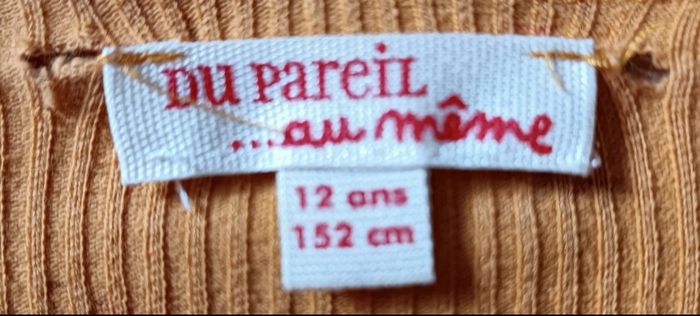 DU PAREIL
...au même
12 ans
152 cm